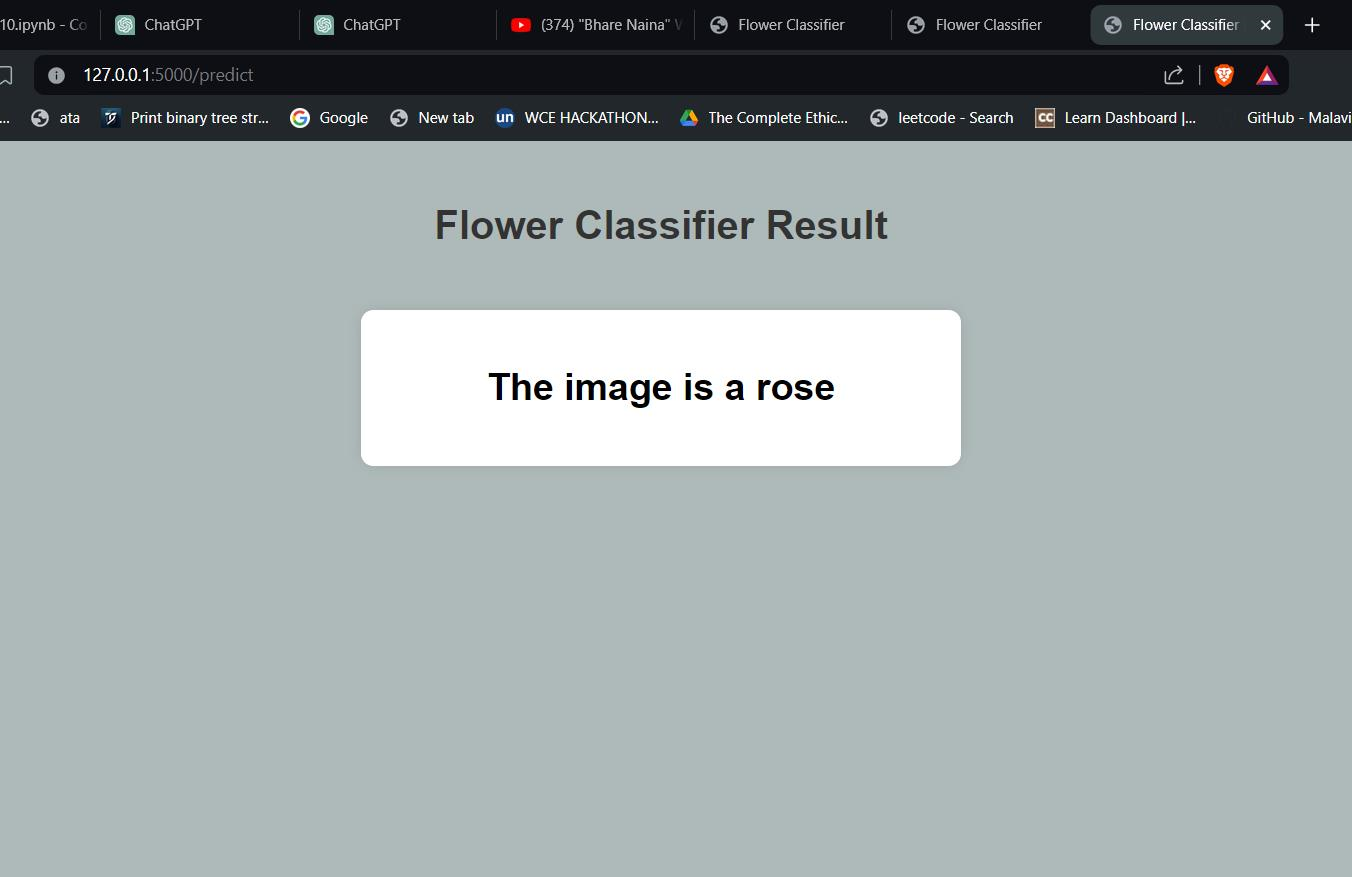 10.ipynb - Co ChatGPT ChatGPT (374) "Bhare Naina" Flower Classifier Flower Classifier Flower Classifier
127.0.0.1:5000/predict
... ata Print binary tree str... Google New tab un WCE HACKATHON... The Complete Ethic... leetcode - Search CC Learn Dashboard |... GitHub - Malavi
Flower Classifier Result
The image is a rose